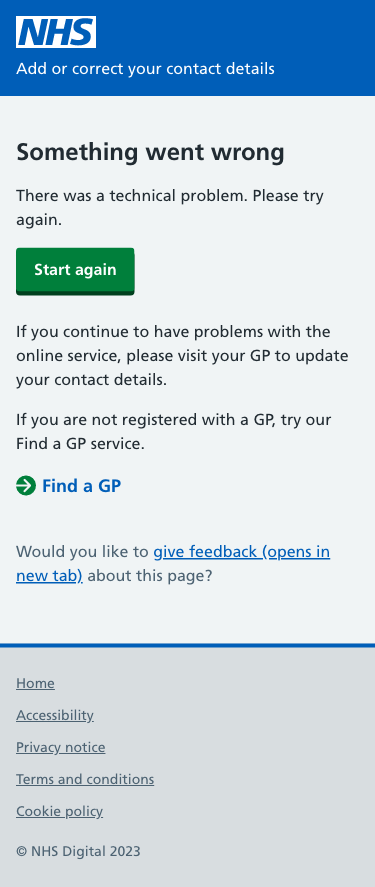 NHS
Add or correct your contact details
Something went wrong
There was a technical problem. Please try
again.
Start again
If you continue to have problems with the
online service, please visit your GP to update
your contact details.
If you are not registered with a GP, try our
Find a GP service.
Find a GP
Would you like to give feedback (opens in
new tab) about this page?
Home
Accessibility
Privacy notice
Terms and conditions
Cookie policy
© NHS Digital 2023